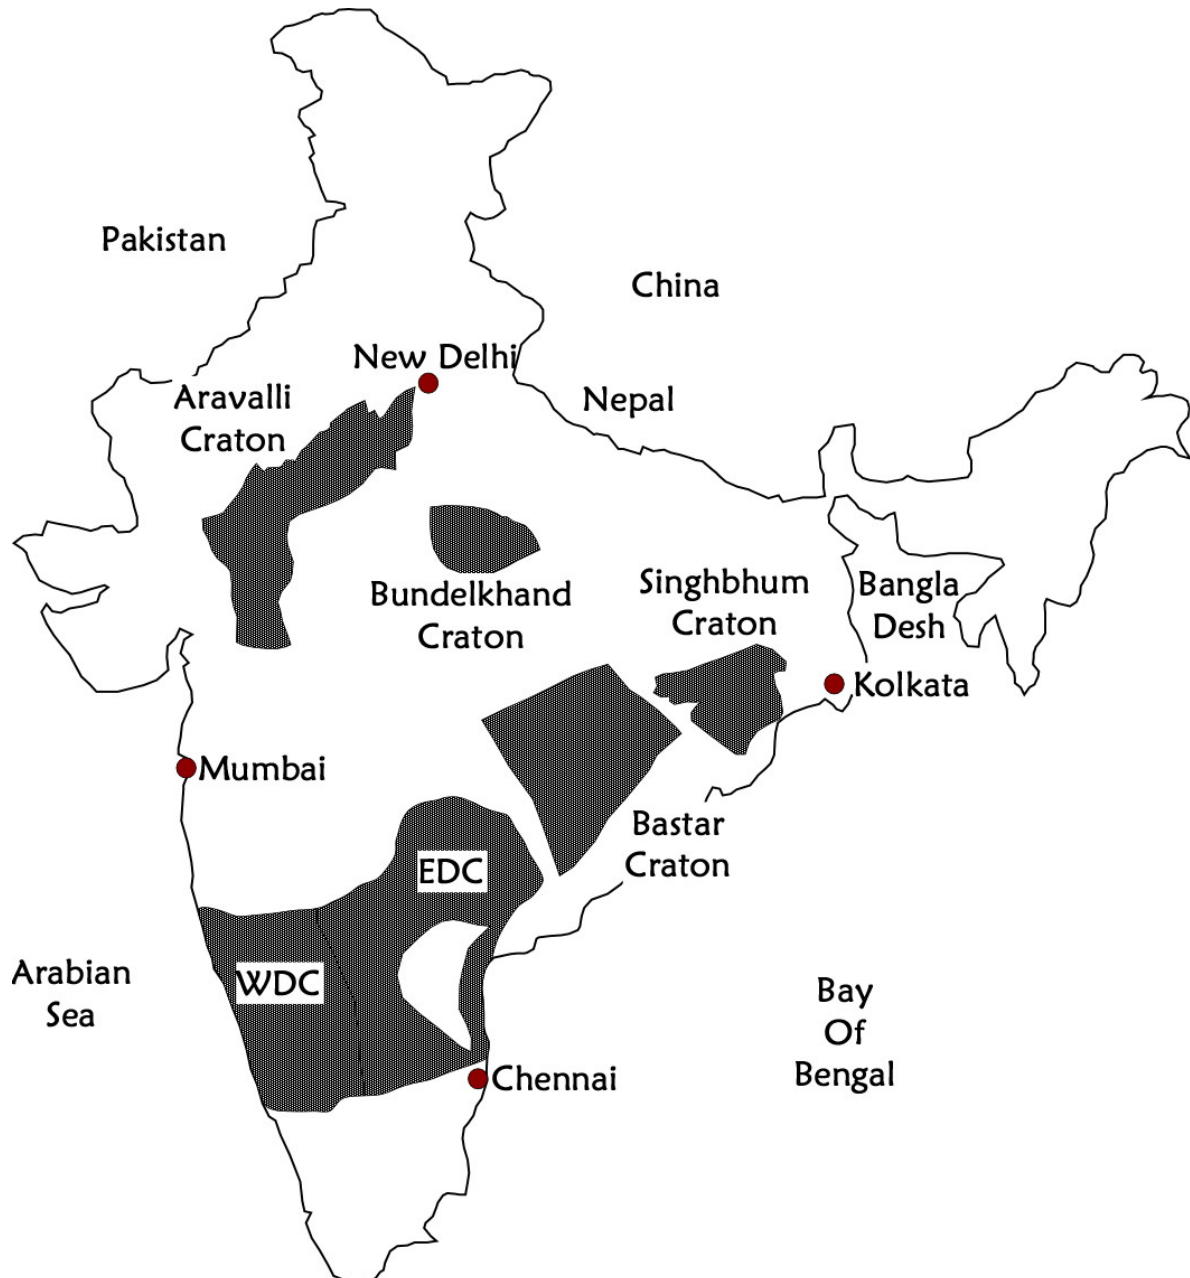 Pakistan
China
New Delhi
Aravalli
Craton
Nepal
Bundelkhand
Craton
Singhbhum
Craton
Bangla
Desh
Kolkata
Mumbai
Bastar
Craton
EDC
WDC
Arabian
Sea
Bay
Of
Bengal
Chennai